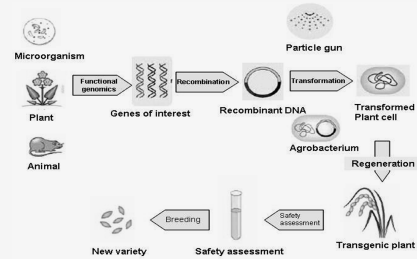 Microorganism
Plant
Animal
Functional
genomics
Genes of interest
Recombination
Recombinant DNA
Particle gun
Transformation
Agrobacterium
Transformed
Plant cell
Regeneration
Transgenic plant
Safety
assessment
Safety assessment
Breeding
New variety